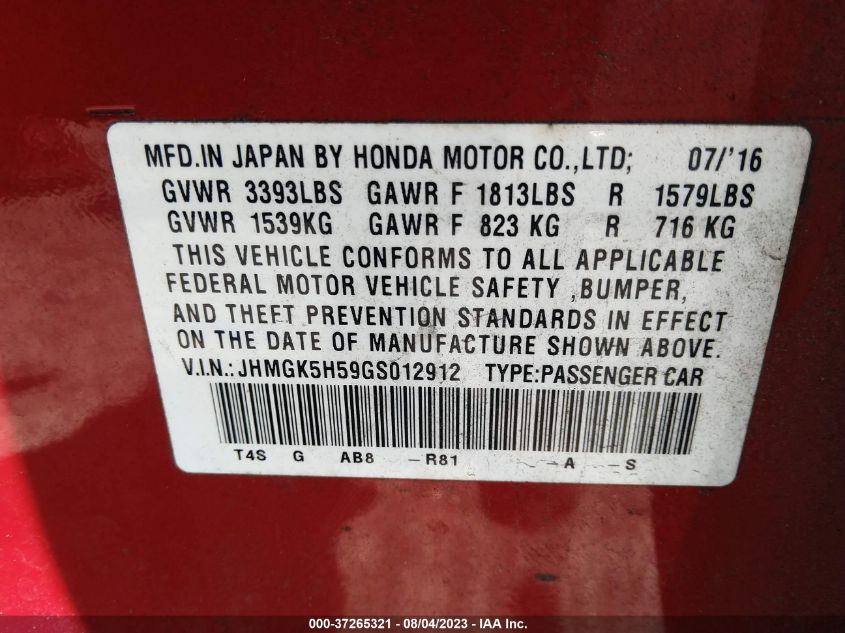 MFD.IN JAPAN BY HONDA MOTOR CO.,LTD; 07/'16
GVWR 3393LBS GAWR F 1813LBS R 1579LBS
GVWR 1539KG GAWR F 823 KG R 716 KG
THIS VEHICLE CONFORMS TO ALL APPLICABLE
FEDERAL MOTOR VEHICLE SAFETY ,BUMPER,
AND THEFT PREVENTION STANDARDS IN EFFECT
ON THE DATE OF MANUFACTURE SHOWN ABOVE.
V.I.N.:JHMGK5H59GS012912 TYPE:PASSENGER CAR
T4S G AB8 -R81 -A -S
000-37265321 - 08/04/2023 - IAA Inc.